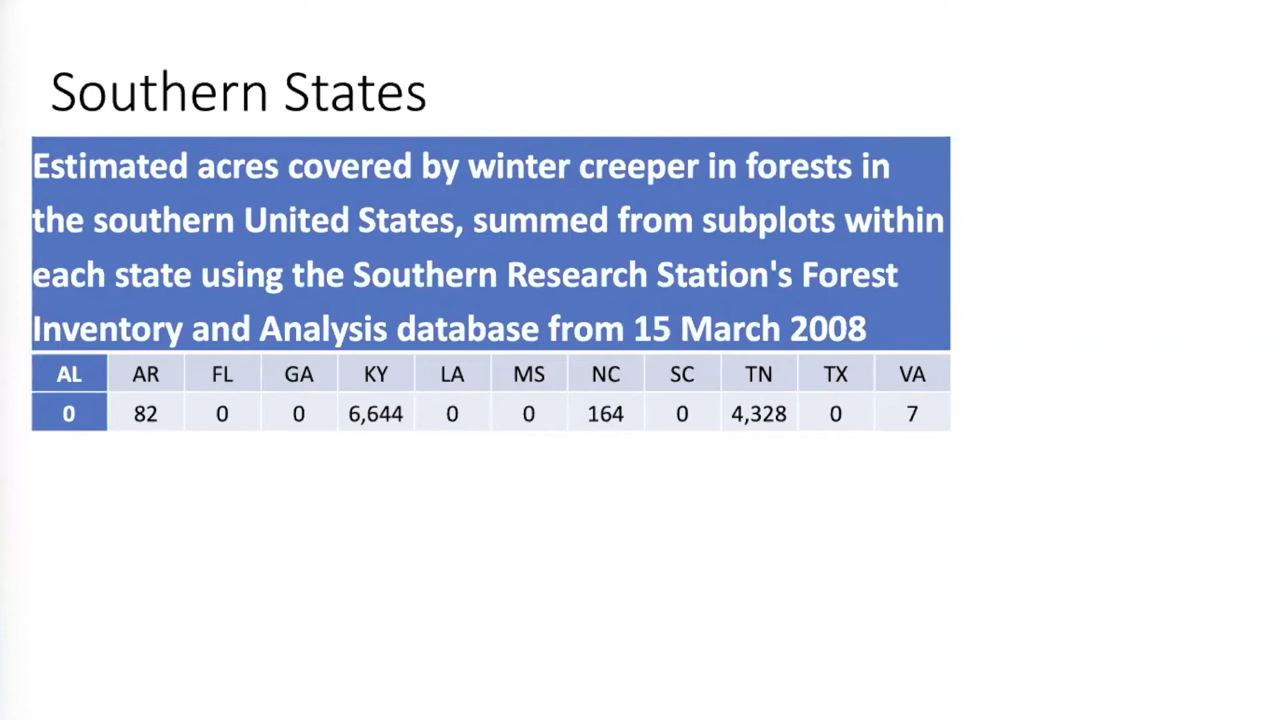 Southern States
Estimated acres covered by winter creeper in forests in
the southern United States, summed from subplots within
each state using the Southern Research Station's Forest
Inventory and Analysis database from 15 March 2008
AL AR FL GA KY LA MS NC SC TN TX VA
0 82 0 0 6,644 0 0 164 0 4,328 0 7